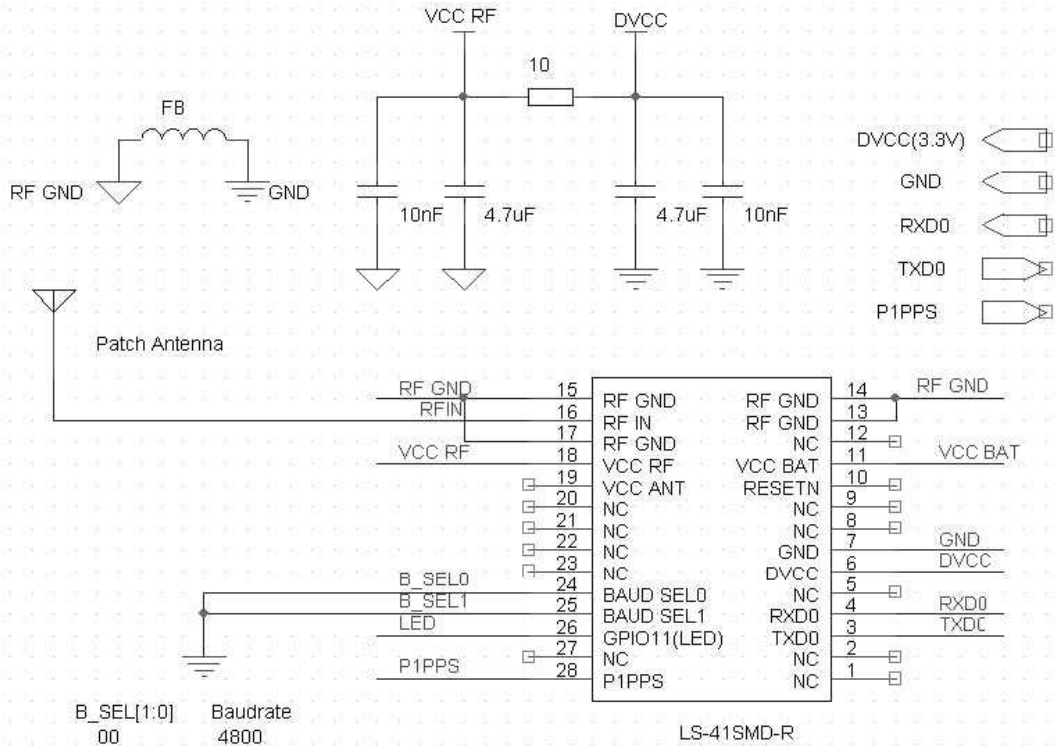 VCC RF
DVCC
10
FB
DVCC(3.3V)
RF GND
GND
GND
10nF
4.7uF
4.7uF
10nF
RXD0
TXD0
P1PPS
Patch Antenna
RF GND
15
RF GND
RF GND
14
RF GND
RFIN
16
RF IN
RF GND
13
17
RF GND
NC
12
VCC RF
18
VCC RF
VCC BAT
11
VCC BAT
19
VCC ANT
RESETN
10
20
NC
NC
9
21
NC
NC
8
22
NC
GND
7
GND
23
NC
DVCC
6
DVCC
B_SEL0
24
BAUD SEL0
NC
5
B_SEL1
25
BAUD SEL1
RXD0
4
RXD0
LED
26
GPIO11(LED)
TXD0
3
TXD0
27
NC
NC
2
P1PPS
28
P1PPS
NC
1
B_SEL[1:0] Baudrate
00 4800
LS-41SMD-R